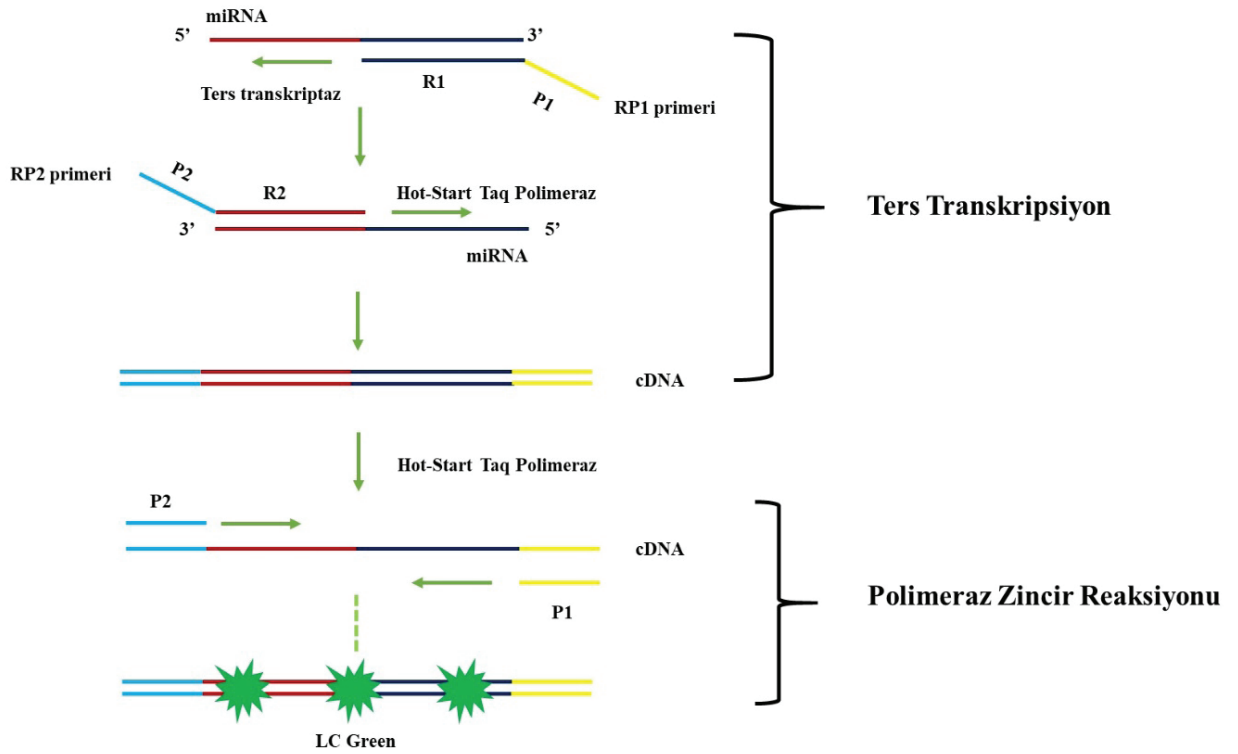 miRNA
5’
3’
R1
P1
Ters transkriptaz
RP1 primeri
RP2 primeri
P2
R2
Hot-Start Taq Polimeraz
3’
5’
miRNA
Ters Transkripsiyon
cDNA
Hot-Start Taq Polimeraz
P2
cDNA
P1
Polimeraz Zincir Reaksiyonu
LC Green